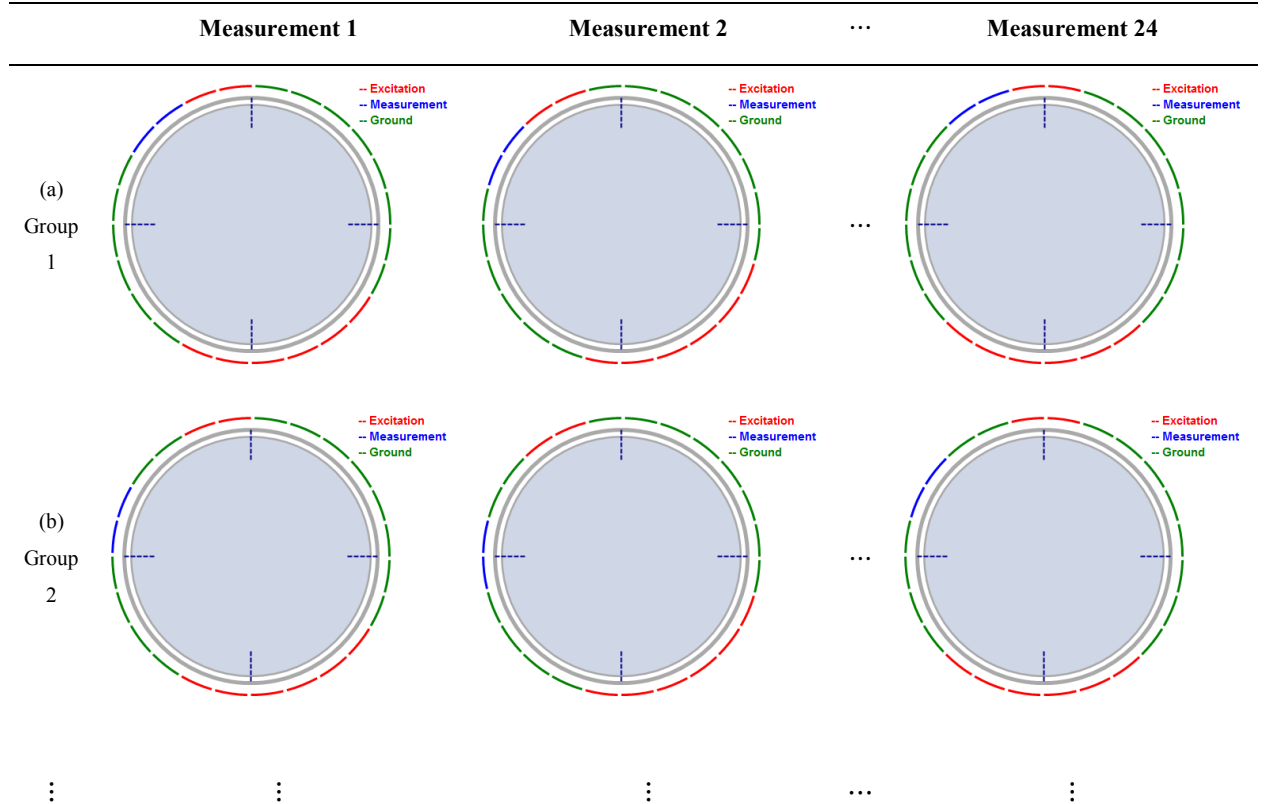 Measurement 1 Measurement 2 ... Measurement 24
-- Excitation -- Excitation -- Excitation
-- Measurement -- Measurement -- Measurement
-- Ground -- Ground -- Ground
(a)
Group ...
1
-- Excitation -- Excitation -- Excitation
-- Measurement -- Measurement -- Measurement
-- Ground -- Ground -- Ground
(b)
Group ...
2
⋮ ⋮ ⋮ ... ⋮